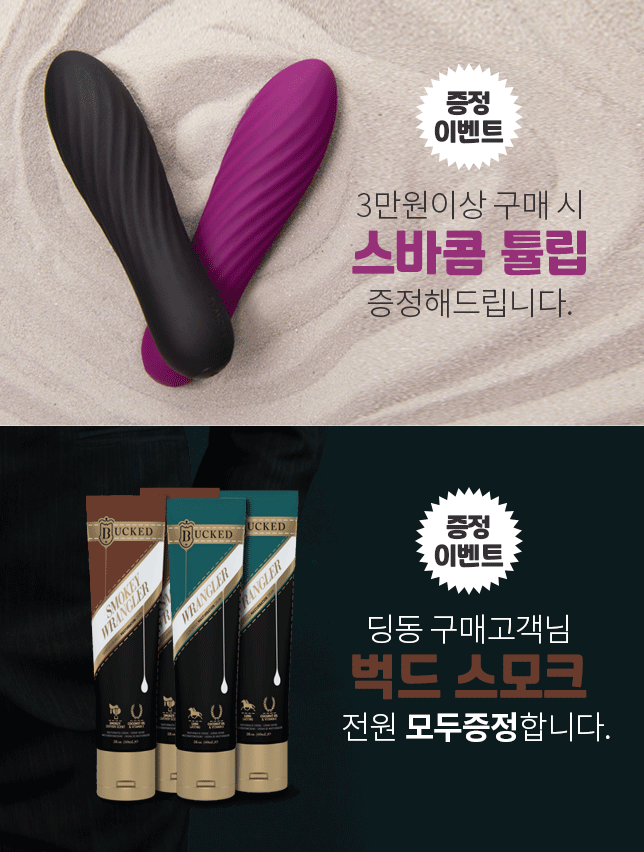 증정
이벤트
3만원이상 구매 시
스바콤 튤립
증정해드립니다.
증정
이벤트
딩동 구매고객님
벅드 스모크
전원 모두증정합니다.
BUCKED
BUCKED
BUCKED
SMOKEY
WRANGLER
WRANGLER
WRANGLER